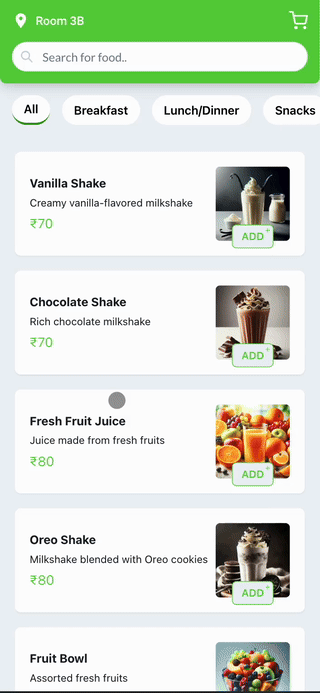 Room 3B
Search for food..
All
Breakfast
Lunch/Dinner
Snacks
Vanilla Shake
Creamy vanilla-flavored milkshake
₹70
ADD+
Chocolate Shake
Rich chocolate milkshake
₹70
ADD+
Fresh Fruit Juice
Juice made from fresh fruits
₹80
ADD+
Oreo Shake
Milkshake blended with Oreo cookies
₹80
ADD+
Fruit Bowl
Assorted fresh fruits